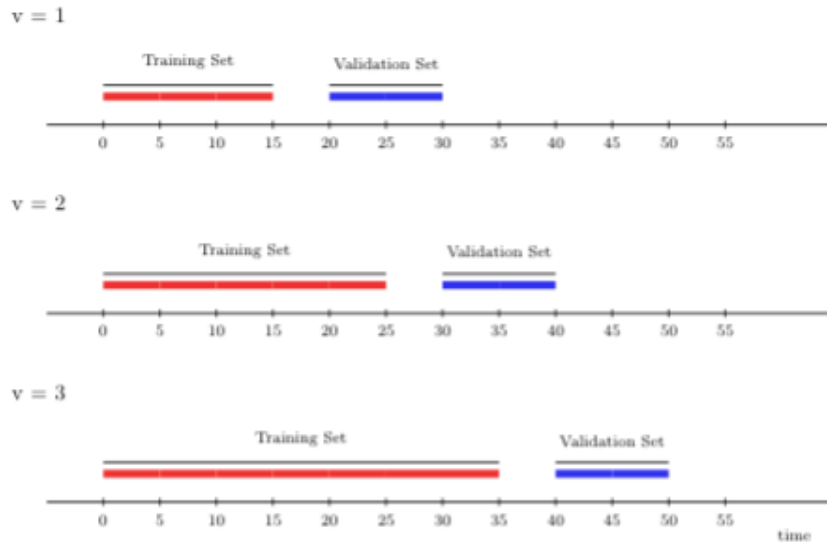 v = 1
Training Set Validation Set
0 5 10 15 20 25 30 35 40 45 50 55
v = 2
Training Set Validation Set
0 5 10 15 20 25 30 35 40 45 50 55
v = 3
Training Set Validation Set
0 5 10 15 20 25 30 35 40 45 50 55
time